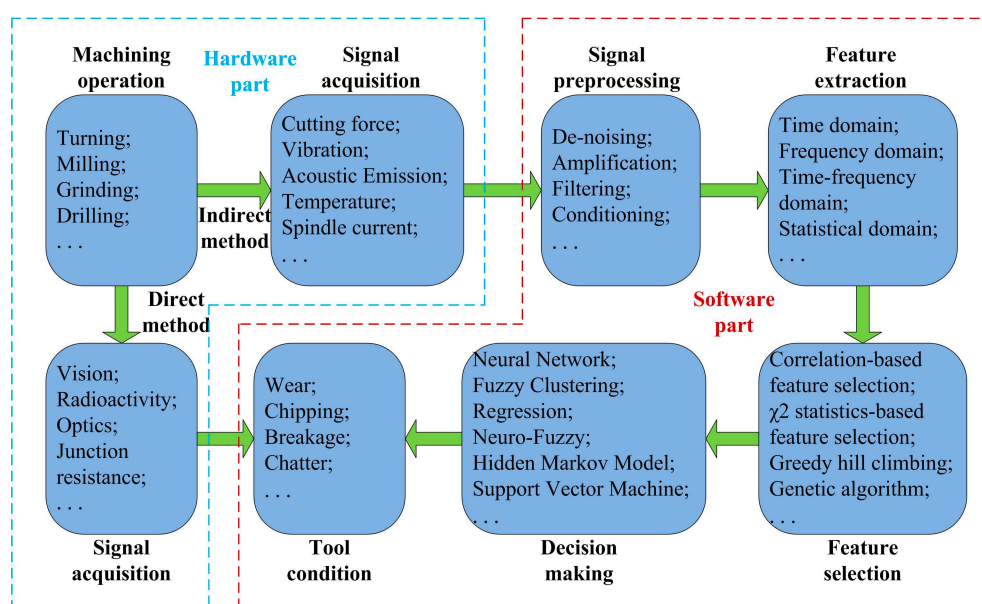 Machining
operation
Hardware
part
Signal
acquisition
Signal
preprocessing
Feature
extraction
Turning;
Milling;
Grinding;
Drilling;
. . .
Indirect
method
Cutting force;
Vibration;
Acoustic Emission;
Temperature;
Spindle current;
. . .
De-noising;
Amplification;
Filtering;
Conditioning;
. . .
Time domain;
Frequency domain;
Time-frequency
domain;
Statistical domain;
. . .
Direct
method
Software
part
Vision;
Radioactivity;
Optics;
Junction
resistance;
. . .
Signal
acquisition
Wear;
Chipping;
Breakage;
Chatter;
. . .
Tool
condition
Neural Network;
Fuzzy Clustering;
Regression;
Neuro-Fuzzy;
Hidden Markov Model;
Support Vector Machine;
. . .
Decision
making
Correlation-based
feature selection;
χ2 statistics-based
feature selection;
Greedy hill climbing;
Genetic algorithm;
. . .
Feature
selection